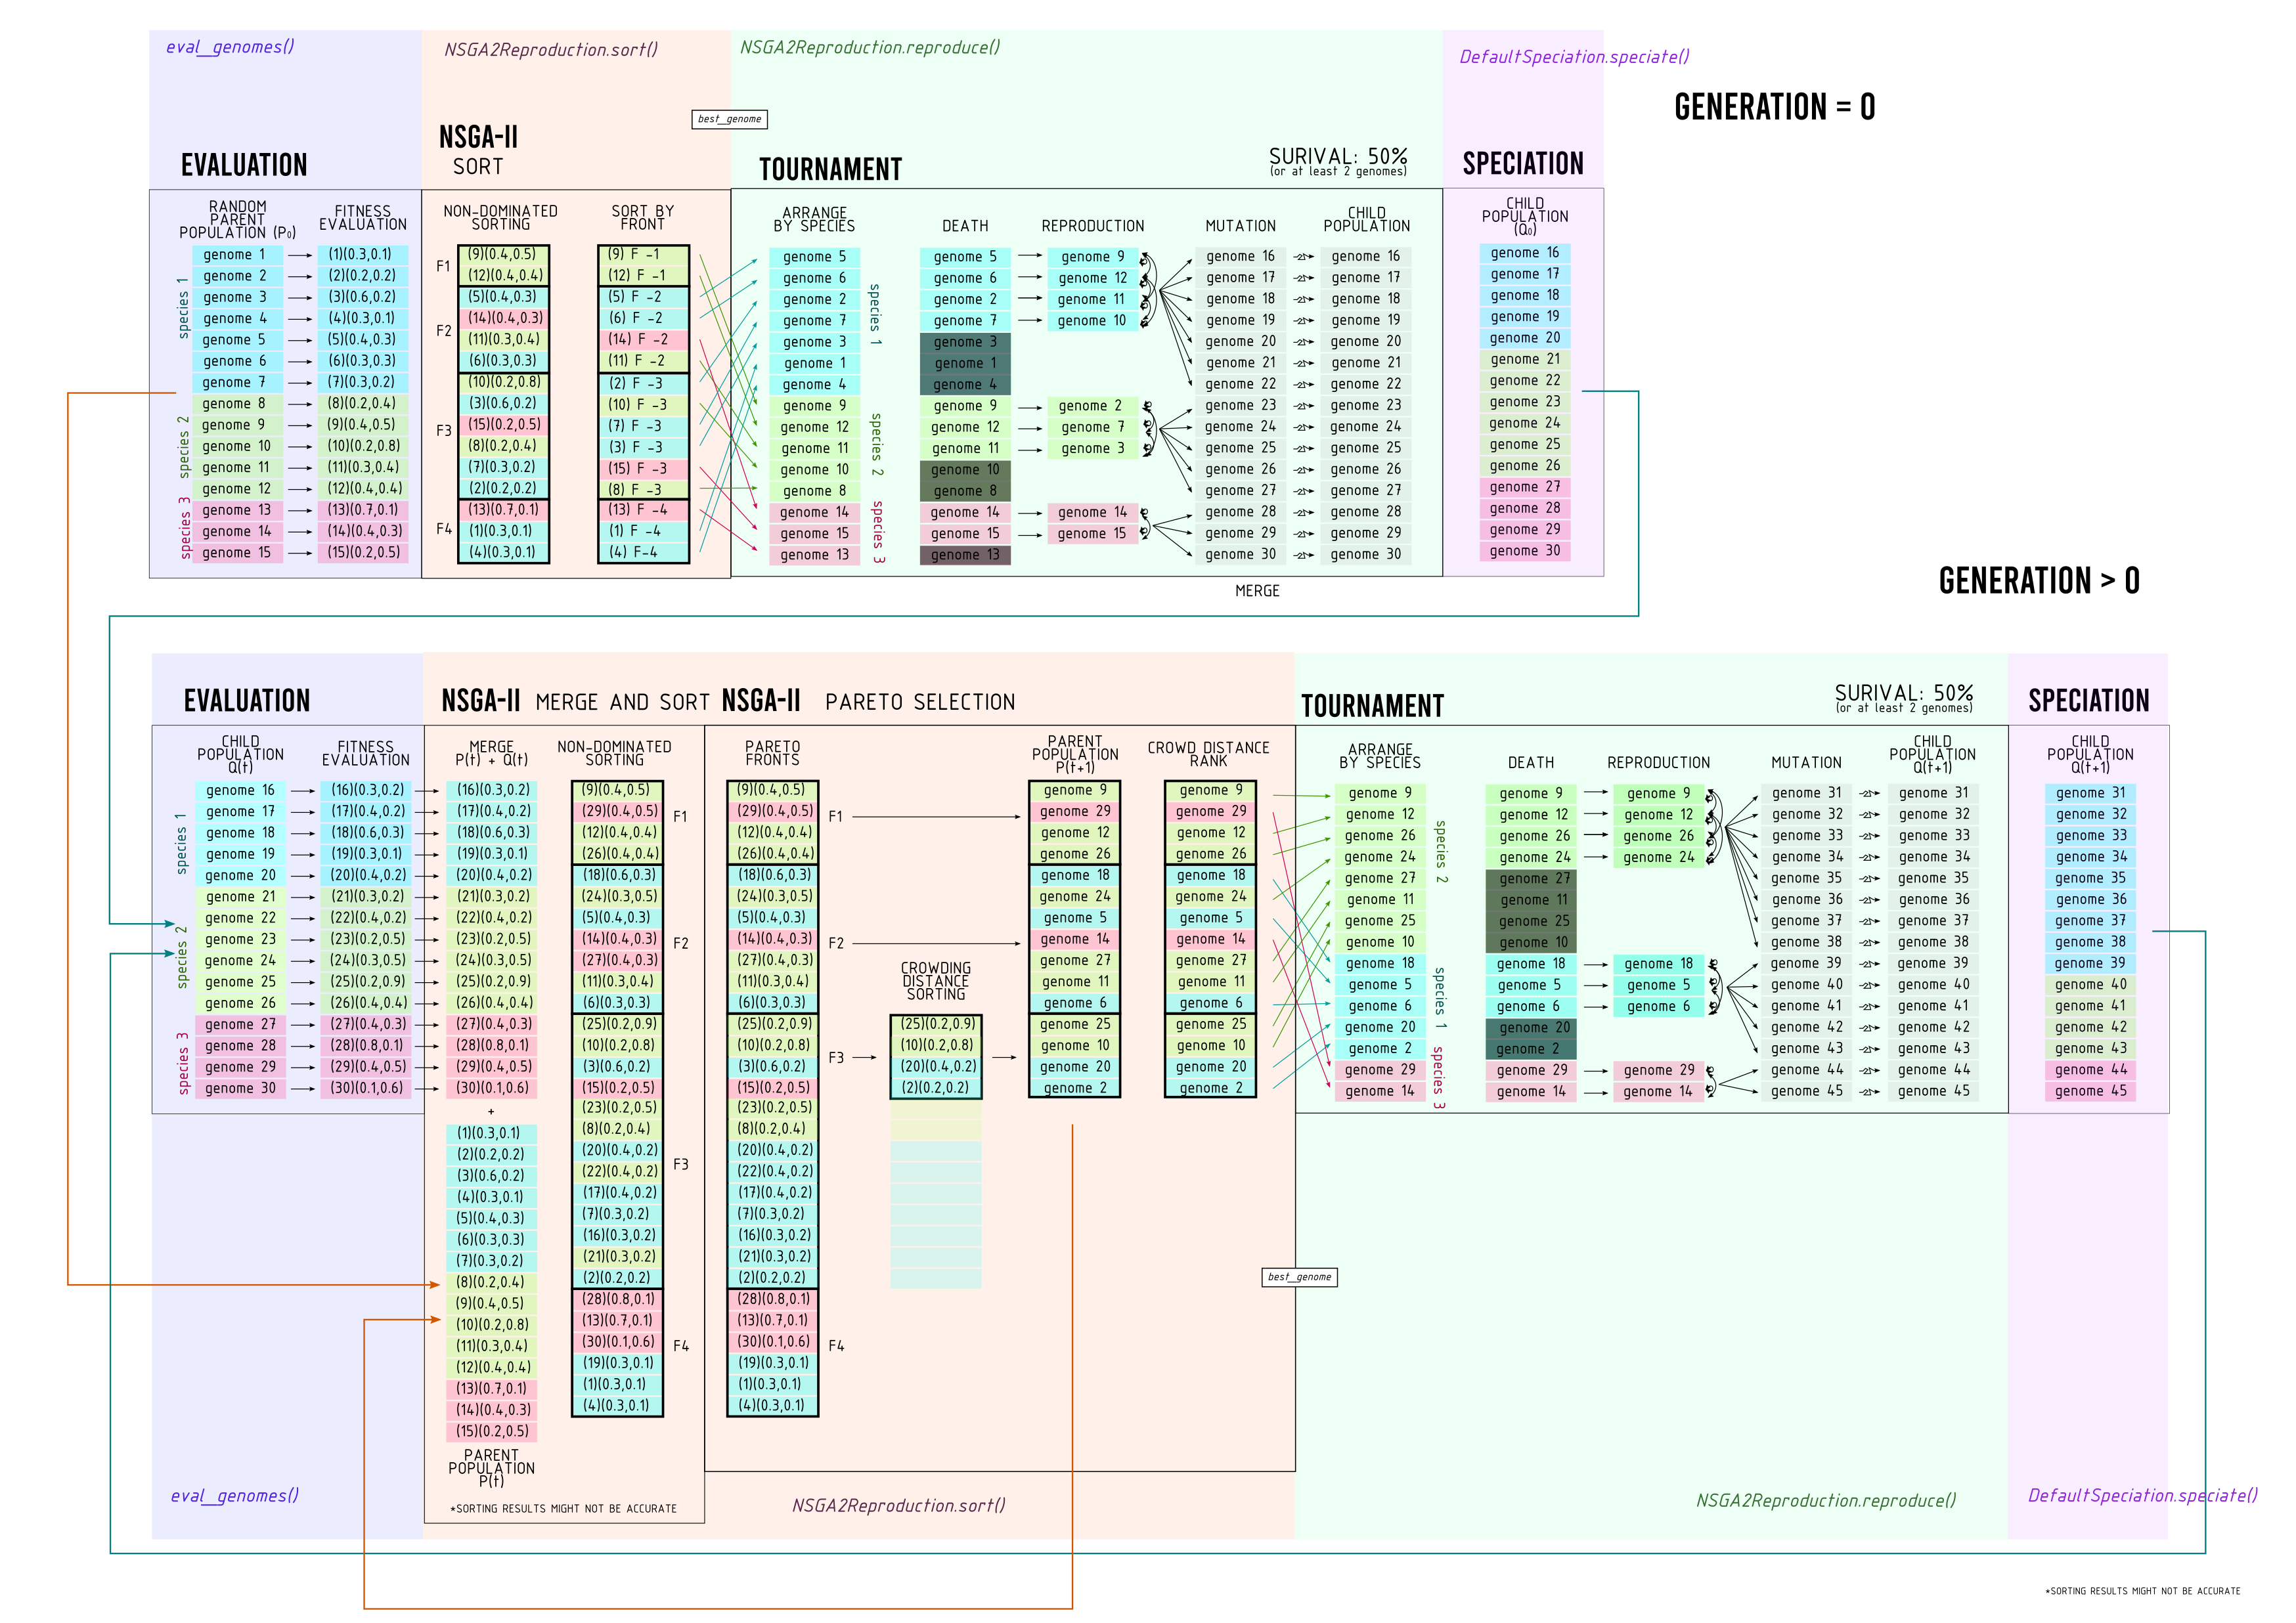 eval_genomes()
NSGA2Reproduction.sort()
NSGA2Reproduction.reproduce()
DefaultSpeciation.speciate()
GENERATION = 0
best_genome
EVALUATION
NSGA-II
SORT
TOURNAMENT
SURIVAL: 50%
(or at least 2 genomes)
SPECIATION
RANDOM
PARENT
POPULATION (P0)
FITNESS
EVALUATION
NON-DOMINATED
SORTING
SORT BY
FRONT
ARRANGE
BY SPECIES
DEATH
REPRODUCTION
MUTATION
CHILD
POPULATION
CHILD
POPULATION
(Q0)
species 1
species 2
species 3
genome 1
genome 2
genome 3
genome 4
genome 5
genome 6
genome 7
genome 8
genome 9
genome 10
genome 11
genome 12
genome 13
genome 14
genome 15
(1)(0.3,0.1)
(2)(0.2,0.2)
(3)(0.6,0.2)
(4)(0.3,0.1)
(5)(0.4,0.3)
(6)(0.3,0.3)
(7)(0.3,0.2)
(8)(0.2,0.4)
(9)(0.4,0.5)
(10)(0.2,0.8)
(11)(0.3,0.4)
(12)(0.4,0.4)
(13)(0.7,0.1)
(14)(0.4,0.3)
(15)(0.2,0.5)
F1
F2
F3
F4
(9)(0.4,0.5)
(12)(0.4,0.4)
(5)(0.4,0.3)
(14)(0.4,0.3)
(11)(0.3,0.4)
(6)(0.3,0.3)
(10)(0.2,0.8)
(3)(0.6,0.2)
(15)(0.2,0.5)
(8)(0.2,0.4)
(7)(0.3,0.2)
(2)(0.2,0.2)
(13)(0.7,0.1)
(1)(0.3,0.1)
(4)(0.3,0.1)
(9) F -1
(12) F -1
(5) F -2
(6) F -2
(14) F -2
(11) F -2
(2) F -3
(10) F -3
(7) F -3
(3) F -3
(15) F -3
(8) F -3
(13) F -4
(1) F -4
(4) F-4
genome 5
genome 6
genome 2
genome 7
genome 3
genome 1
genome 4
genome 9
genome 12
genome 11
genome 10
genome 8
genome 14
genome 15
genome 13
species 1
species 2
species 3
genome 5
genome 6
genome 2
genome 7
genome 3
genome 1
genome 4
genome 9
genome 12
genome 11
genome 10
genome 8
genome 14
genome 15
genome 13
genome 9
genome 12
genome 11
genome 10
genome 2
genome 7
genome 3
genome 14
genome 15
genome 16
genome 17
genome 18
genome 19
genome 20
genome 21
genome 22
genome 23
genome 24
genome 25
genome 26
genome 27
genome 28
genome 29
genome 30
genome 16
genome 17
genome 18
genome 19
genome 20
genome 21
genome 22
genome 23
genome 24
genome 25
genome 26
genome 27
genome 28
genome 29
genome 30
genome 16
genome 17
genome 18
genome 19
genome 20
genome 21
genome 22
genome 23
genome 24
genome 25
genome 26
genome 27
genome 28
genome 29
genome 30
MERGE
GENERATION > 0
EVALUATION
NSGA-II MERGE AND SORT
NSGA-II PARETO SELECTION
TOURNAMENT
SURIVAL: 50%
(or at least 2 genomes)
SPECIATION
CHILD
POPULATION
Q(t)
FITNESS
EVALUATION
MERGE
P(t) + Q(t)
NON-DOMINATED
SORTING
PARETO
FRONTS
PARENT
POPULATION
P(t+1)
CROWD DISTANCE
RANK
ARRANGE
BY SPECIES
DEATH
REPRODUCTION
MUTATION
CHILD
POPULATION
Q(t+1)
CHILD
POPULATION
Q(t+1)
species 1
species 2
species 3
genome 16
genome 17
genome 18
genome 19
genome 20
genome 21
genome 22
genome 23
genome 24
genome 25
genome 26
genome 27
genome 28
genome 29
genome 30
(16)(0.3,0.2)
(17)(0.4,0.2)
(18)(0.6,0.3)
(19)(0.3,0.1)
(20)(0.4,0.2)
(21)(0.3,0.2)
(22)(0.4,0.2)
(23)(0.2,0.5)
(24)(0.3,0.5)
(25)(0.2,0.9)
(26)(0.4,0.4)
(27)(0.4,0.3)
(28)(0.8,0.1)
(29)(0.4,0.5)
(30)(0.1,0.6)
(16)(0.3,0.2)
(17)(0.4,0.2)
(18)(0.6,0.3)
(19)(0.3,0.1)
(20)(0.4,0.2)
(21)(0.3,0.2)
(22)(0.4,0.2)
(23)(0.2,0.5)
(24)(0.3,0.5)
(25)(0.2,0.9)
(26)(0.4,0.4)
(27)(0.4,0.3)
(28)(0.8,0.1)
(29)(0.4,0.5)
(30)(0.1,0.6)
+
(1)(0.3,0.1)
(2)(0.2,0.2)
(3)(0.6,0.2)
(4)(0.3,0.1)
(5)(0.4,0.3)
(6)(0.3,0.3)
(7)(0.3,0.2)
(8)(0.2,0.4)
(9)(0.4,0.5)
(10)(0.2,0.8)
(11)(0.3,0.4)
(12)(0.4,0.4)
(13)(0.7,0.1)
(14)(0.4,0.3)
(15)(0.2,0.5)
PARENT
POPULATION
P(t)
*SORTING RESULTS MIGHT NOT BE ACCURATE
(9)(0.4,0.5)
(29)(0.4,0.5)
(12)(0.4,0.4)
(26)(0.4,0.4)
(18)(0.6,0.3)
(24)(0.3,0.5)
(5)(0.4,0.3)
(14)(0.4,0.3)
(27)(0.4,0.3)
(11)(0.3,0.4)
(6)(0.3,0.3)
(25)(0.2,0.9)
(10)(0.2,0.8)
(3)(0.6,0.2)
(15)(0.2,0.5)
(23)(0.2,0.5)
(8)(0.2,0.4)
(20)(0.4,0.2)
(22)(0.4,0.2)
(17)(0.4,0.2)
(7)(0.3,0.2)
(16)(0.3,0.2)
(21)(0.3,0.2)
(2)(0.2,0.2)
(28)(0.8,0.1)
(13)(0.7,0.1)
(30)(0.1,0.6)
(19)(0.3,0.1)
(1)(0.3,0.1)
(4)(0.3,0.1)
F1
F2
F3
F4
(9)(0.4,0.5)
(29)(0.4,0.5)
(12)(0.4,0.4)
(26)(0.4,0.4)
(18)(0.6,0.3)
(24)(0.3,0.5)
(5)(0.4,0.3)
(14)(0.4,0.3)
(27)(0.4,0.3)
(11)(0.3,0.4)
(6)(0.3,0.3)
(25)(0.2,0.9)
(10)(0.2,0.8)
(3)(0.6,0.2)
(15)(0.2,0.5)
(23)(0.2,0.5)
(8)(0.2,0.4)
(20)(0.4,0.2)
(22)(0.4,0.2)
(17)(0.4,0.2)
(7)(0.3,0.2)
(16)(0.3,0.2)
(21)(0.3,0.2)
(2)(0.2,0.2)
(28)(0.8,0.1)
(13)(0.7,0.1)
(30)(0.1,0.6)
(19)(0.3,0.1)
(1)(0.3,0.1)
(4)(0.3,0.1)
F1
F2
F3
F4
CROWDING
DISTANCE
SORTING
(25)(0.2,0.9)
(10)(0.2,0.8)
(20)(0.4,0.2)
(2)(0.2,0.2)
genome 9
genome 29
genome 12
genome 26
genome 18
genome 24
genome 5
genome 14
genome 27
genome 11
genome 6
genome 25
genome 10
genome 20
genome 2
genome 9
genome 29
genome 12
genome 26
genome 18
genome 24
genome 5
genome 14
genome 27
genome 11
genome 6
genome 25
genome 10
genome 20
genome 2
best_genome
genome 9
genome 12
genome 26
genome 24
genome 27
genome 11
genome 25
genome 10
genome 18
genome 5
genome 6
genome 20
genome 2
genome 29
genome 14
species 2
species 1
species 3
genome 9
genome 12
genome 26
genome 24
genome 27
genome 11
genome 25
genome 10
genome 18
genome 5
genome 6
genome 20
genome 2
genome 29
genome 14
genome 9
genome 12
genome 26
genome 24
genome 18
genome 5
genome 6
genome 29
genome 14
genome 31
genome 32
genome 33
genome 34
genome 35
genome 36
genome 37
genome 38
genome 39
genome 40
genome 41
genome 42
genome 43
genome 44
genome 45
genome 31
genome 32
genome 33
genome 34
genome 35
genome 36
genome 37
genome 38
genome 39
genome 40
genome 41
genome 42
genome 43
genome 44
genome 45
genome 31
genome 32
genome 33
genome 34
genome 35
genome 36
genome 37
genome 38
genome 39
genome 40
genome 41
genome 42
genome 43
genome 44
genome 45
eval_genomes()
NSGA2Reproduction.sort()
NSGA2Reproduction.reproduce()
DefaultSpeciation.speciate()
*SORTING RESULTS MIGHT NOT BE ACCURATE